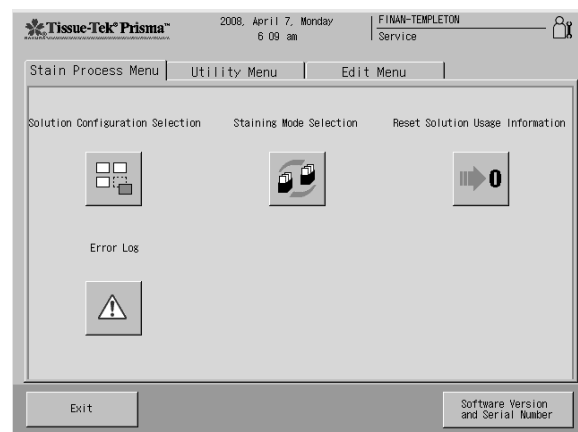 Tissue-Tek® Prisma™
2008, April 7, Monday
6 09 am
FINAN-TEMPLETON
Service
Stain Process Menu
Utility Menu
Edit Menu
Solution Configuration Selection
Staining Mode Selection
Reset Solution Usage Information
0
Error Log
Exit
Software Version
and Serial Number